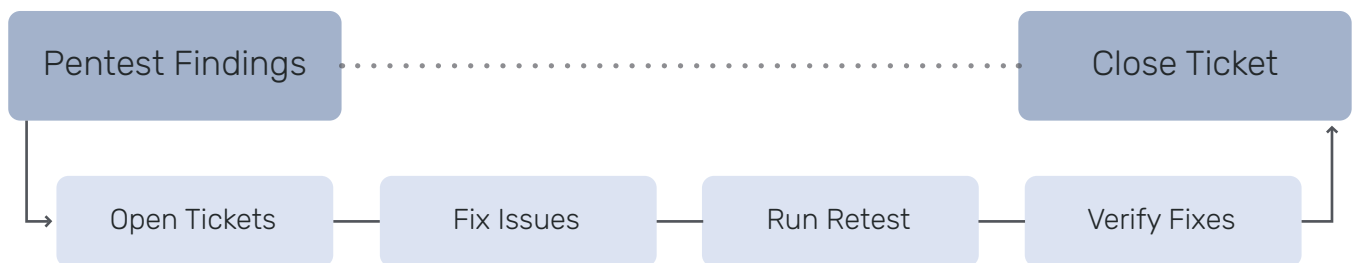 Pentest Findings
Close Ticket
Open Tickets
Fix Issues
Run Retest
Verify Fixes